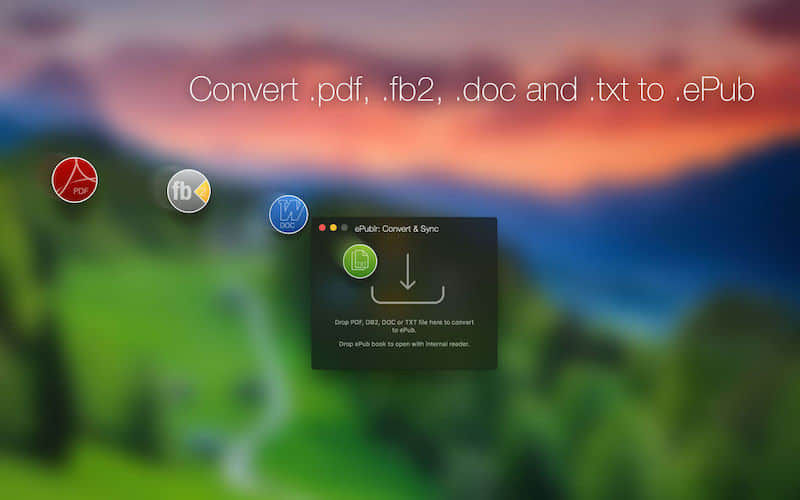 Convert .pdf, .fb2, .doc and .txt to .ePub
PDF
fb2
W
DOC
ePublr: Convert & Sync
TXT
Drop PDF, DB2, DOC or TXT file here to convert
to ePub.
Drop ePub book to open with internal reader.